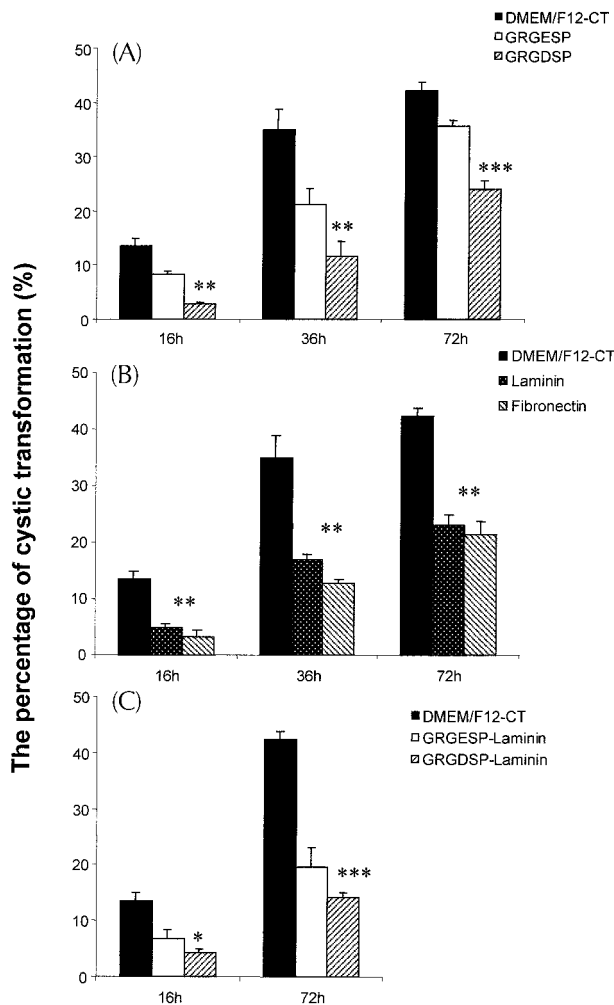 The percentage of cystic transformation (%)
(A)
DMEM/F12-CT
GRGESP
GRGDSP
50
40
30
20
10
0
**
**
***
16h
36h
72h
(B)
DMEM/F12-CT
Laminin
Fibronectin
50
40
30
20
10
0
**
**
**
16h
36h
72h
(C)
DMEM/F12-CT
GRGESP-Laminin
GRGDSP-Laminin
50
40
30
20
10
0
*
***
16h
72h